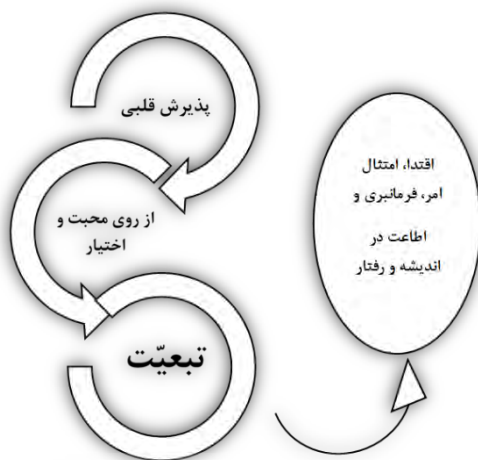 پذیرش قلبی
از روی محبت و
اختیار
تبعیّت
اقتدا، امتثال
امر، فرمانبری و
اطاعت در
اندیشه و رفتار